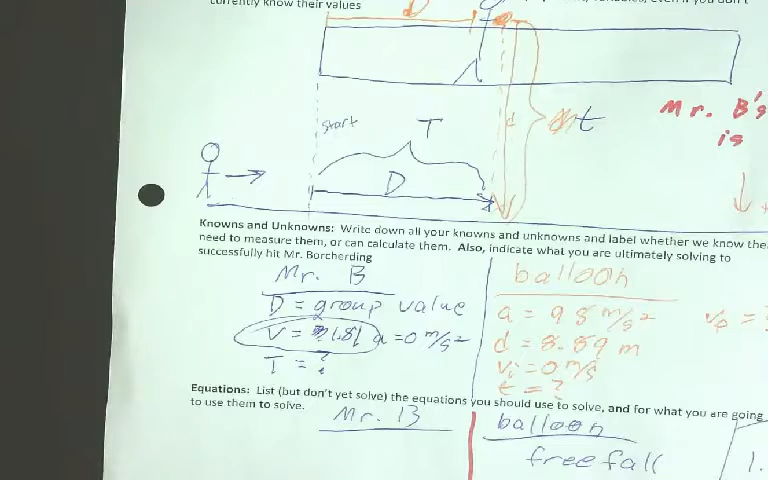 currently know their values
d
start
T
d
t
Mr. B's
is
D
Knowns and Unknowns: Write down all your knowns and unknowns and label whether we know the
need to measure them, or can calculate them. Also, indicate what you are ultimately solving to
successfully hit Mr. Borcherding
Mr. B
D = group value
V = 1.81 a = 0 m/s²
T = ?
balloon
a = 9.8 m/s²
d = 8.89 m
vi = 0 m/s
t = ?
Equations: List (but don't yet solve) the equations you should use to solve, and for what you are going
to use them to solve.
Mr. B
balloon
free fall
1.